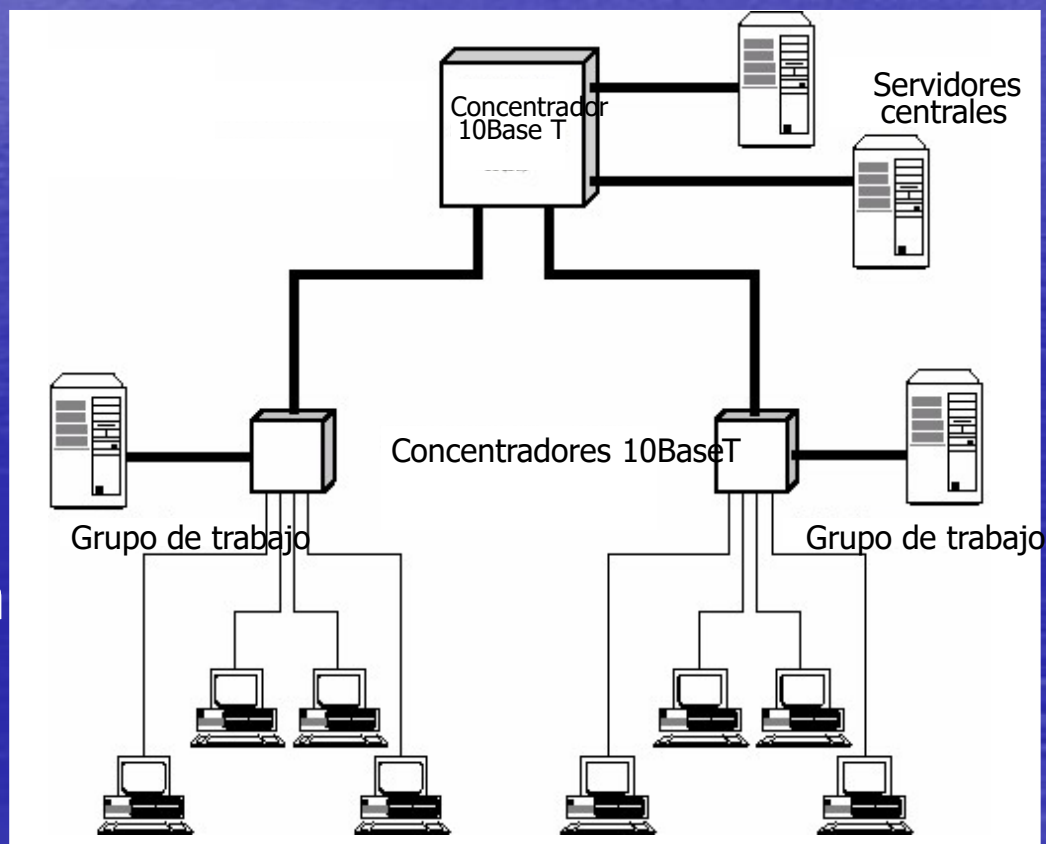 Concentrador
10Base T
Servidores
centrales
Concentradores 10BaseT
Grupo de trabajo
Grupo de trabajo